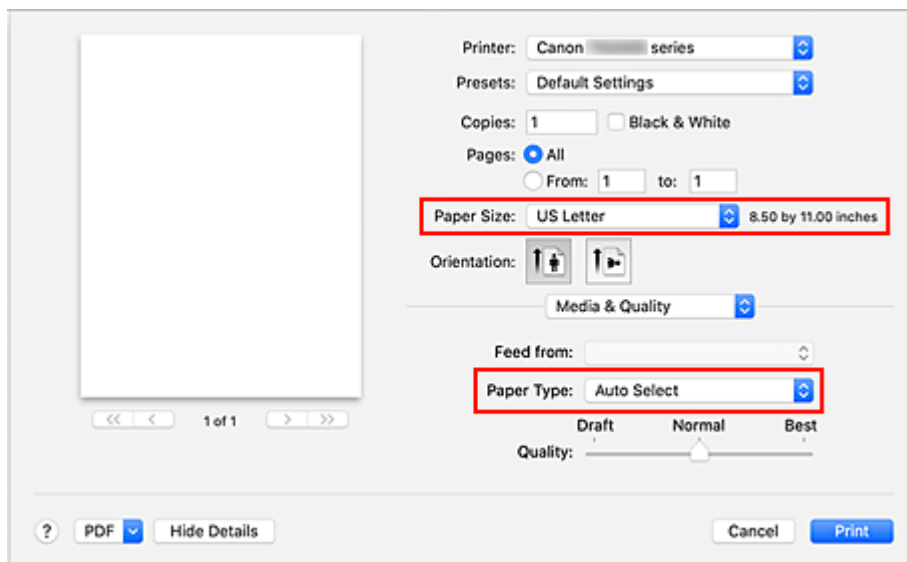 Printer: Canon series
Presets: Default Settings
Copies: 1 Black & White
Pages: All
From: 1 to: 1
Paper Size: US Letter 8.50 by 11.00 inches
Orientation:
Media & Quality
Feed from:
Paper Type: Auto Select
1 of 1
Draft Normal Best
Quality:
? PDF Hide Details Cancel Print